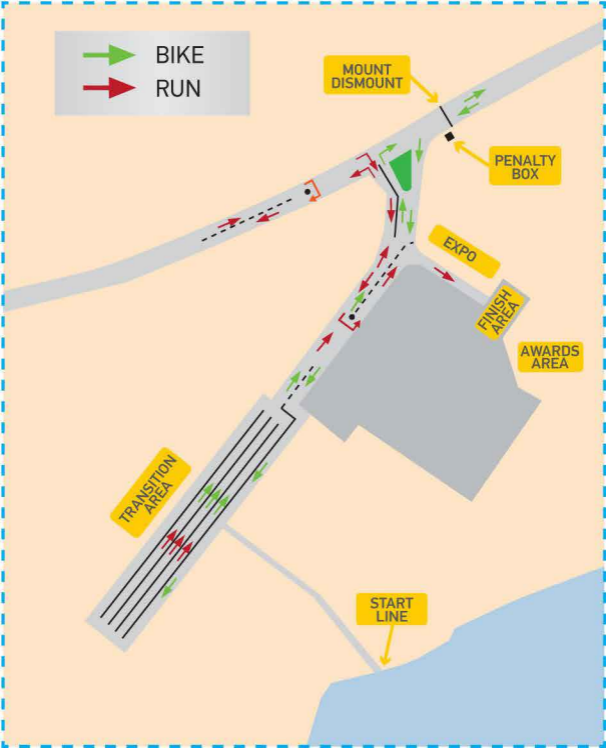 BIKE
RUN
MOUNT
DISMOUNT
PENALTY
BOX
EXPO
FINISH
AREA
AWARDS
AREA
TRANSITION
AREA
START
LINE